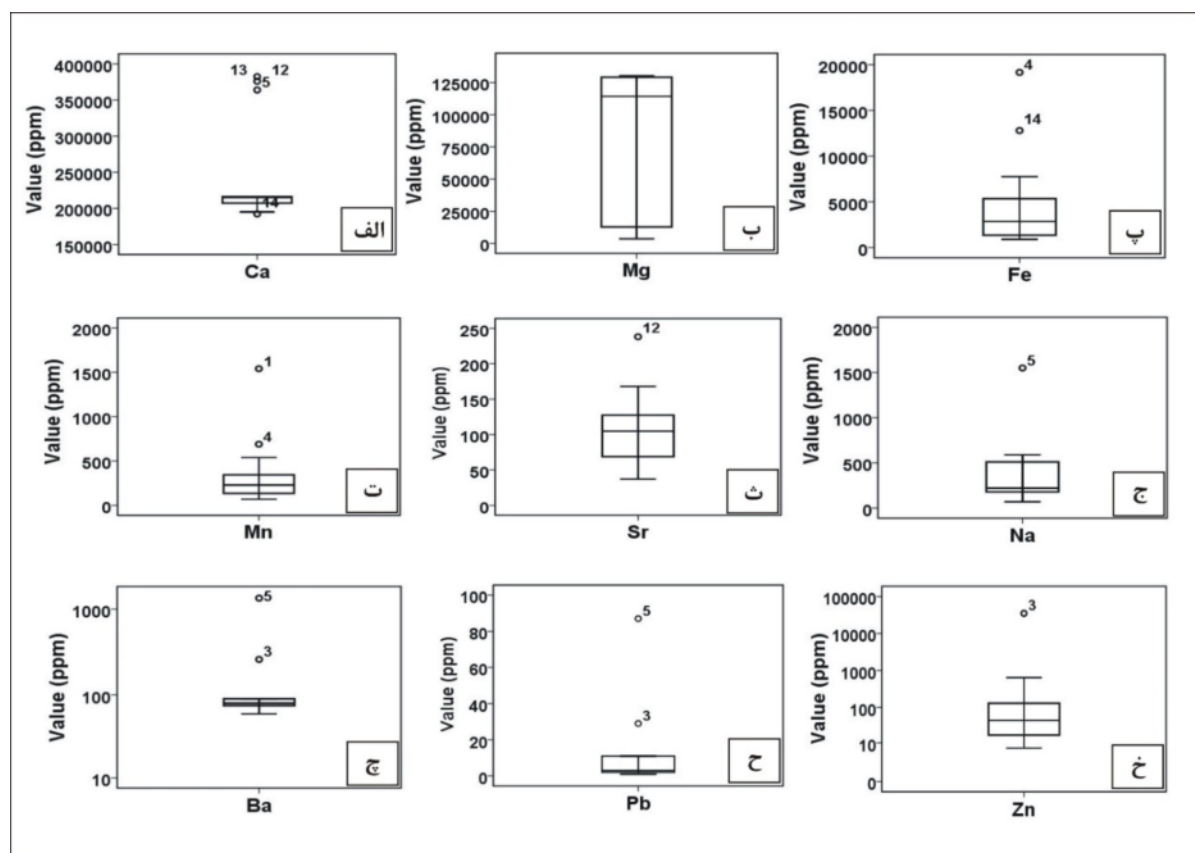 Value (ppm)
400000
350000
300000
250000
200000
150000
13
12
5
14
الف
Ca
Value (ppm)
125000
100000
75000
50000
25000
0
ب
Mg
Value (ppm)
20000
15000
10000
5000
0
4
14
پ
Fe
Value (ppm)
2000
1500
1000
500
0
1
4
ت
Mn
Value (ppm)
250
200
150
100
50
0
12
ث
Sr
Value (ppm)
2000
1500
1000
500
0
5
ج
Na
Value (ppm)
1000
100
10
5
3
چ
Ba
Value (ppm)
100
80
60
40
20
0
5
3
ح
Pb
Value (ppm)
100000
10000
1000
100
10
0
3
خ
Zn